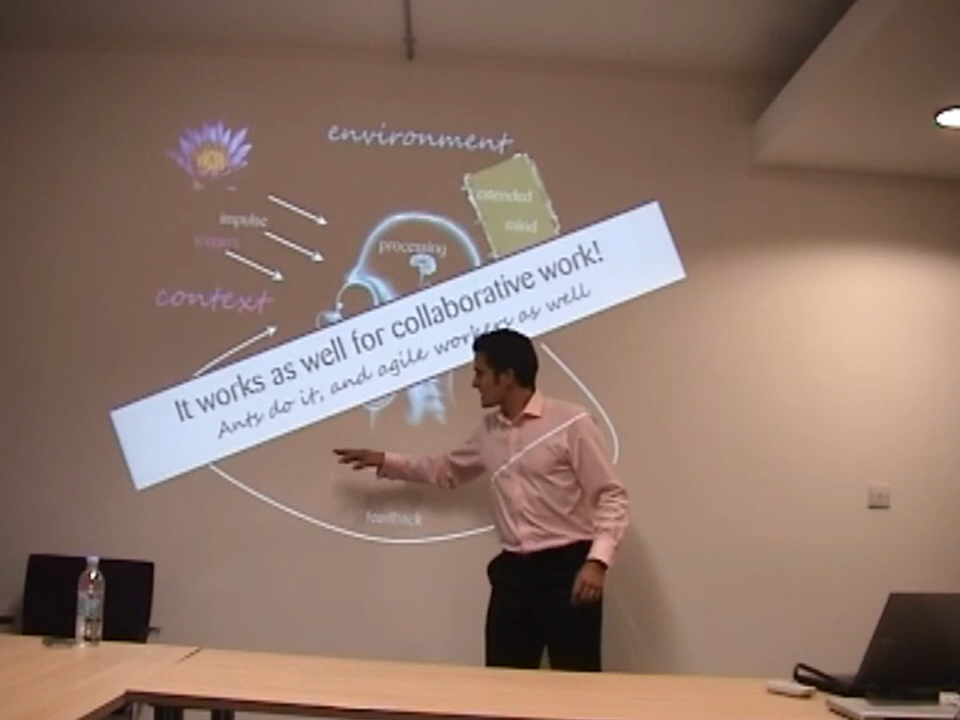 environment
extended
mind
impulse
triggers
processing
context
It works as well for collaborative work!
Ants do it, and agile workers as well
feedback